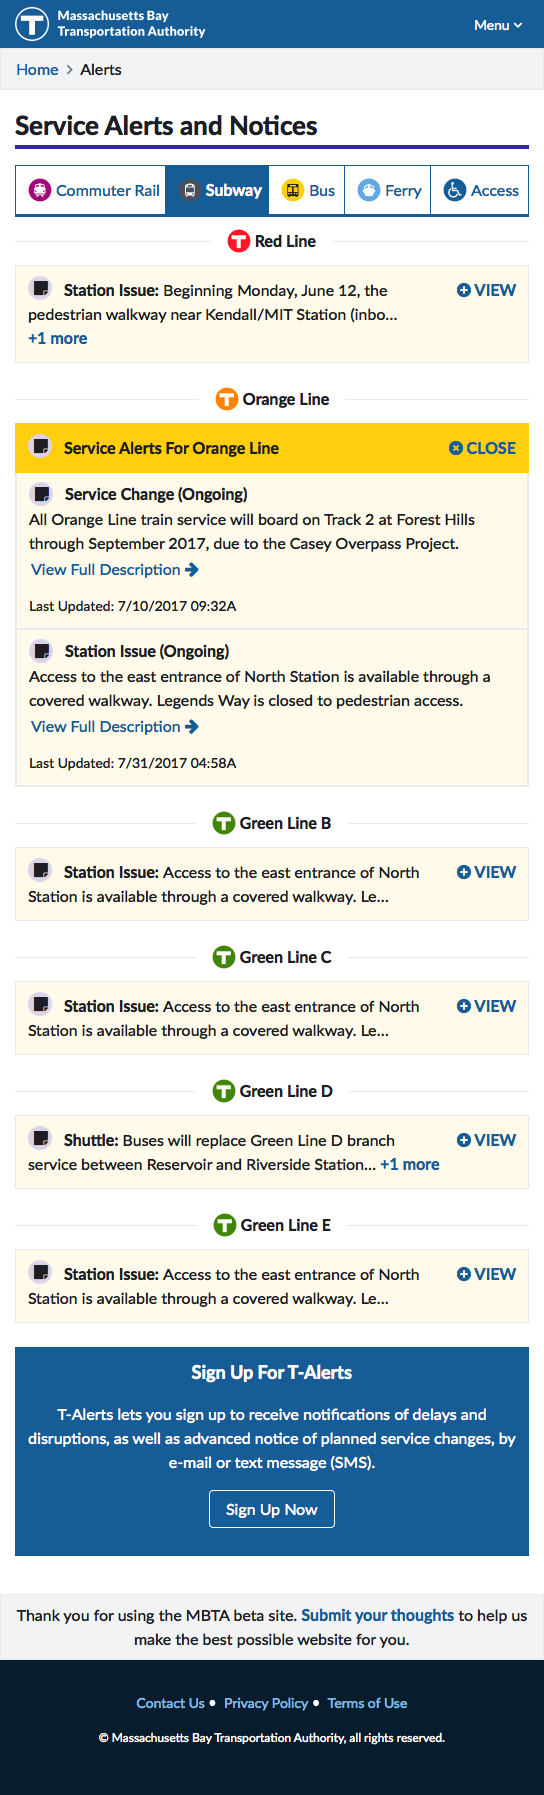 Massachusetts Bay
Transportation Authority
Menu
Home > Alerts
Service Alerts and Notices
Commuter Rail
Subway
Bus
Ferry
Access
T Red Line
Station Issue: Beginning Monday, June 12, the
VIEW
pedestrian walkway near Kendall/MIT Station (inbo...
+1 more
T Orange Line
Service Alerts For Orange Line
CLOSE
Service Change (Ongoing)
All Orange Line train service will board on Track 2 at Forest Hills
through September 2017, due to the Casey Overpass Project.
View Full Description
Last Updated: 7/10/2017 09:32A
Station Issue (Ongoing)
Access to the east entrance of North Station is available through a
covered walkway. Legends Way is closed to pedestrian access.
View Full Description
Last Updated: 7/31/2017 04:58A
T Green Line B
Station Issue: Access to the east entrance of North
VIEW
Station is available through a covered walkway. Le...
T Green Line C
Station Issue: Access to the east entrance of North
VIEW
Station is available through a covered walkway. Le...
T Green Line D
Shuttle: Buses will replace Green Line D branch
VIEW
service between Reservoir and Riverside Station... +1 more
T Green Line E
Station Issue: Access to the east entrance of North
VIEW
Station is available through a covered walkway. Le...
Sign Up For T-Alerts
T-Alerts lets you sign up to receive notifications of delays and
disruptions, as well as advanced notice of planned service changes, by
e-mail or text message (SMS).
Sign Up Now
Thank you for using the MBTA beta site. Submit your thoughts to help us
make the best possible website for you.
Contact Us • Privacy Policy • Terms of Use
© Massachusetts Bay Transportation Authority, all rights reserved.